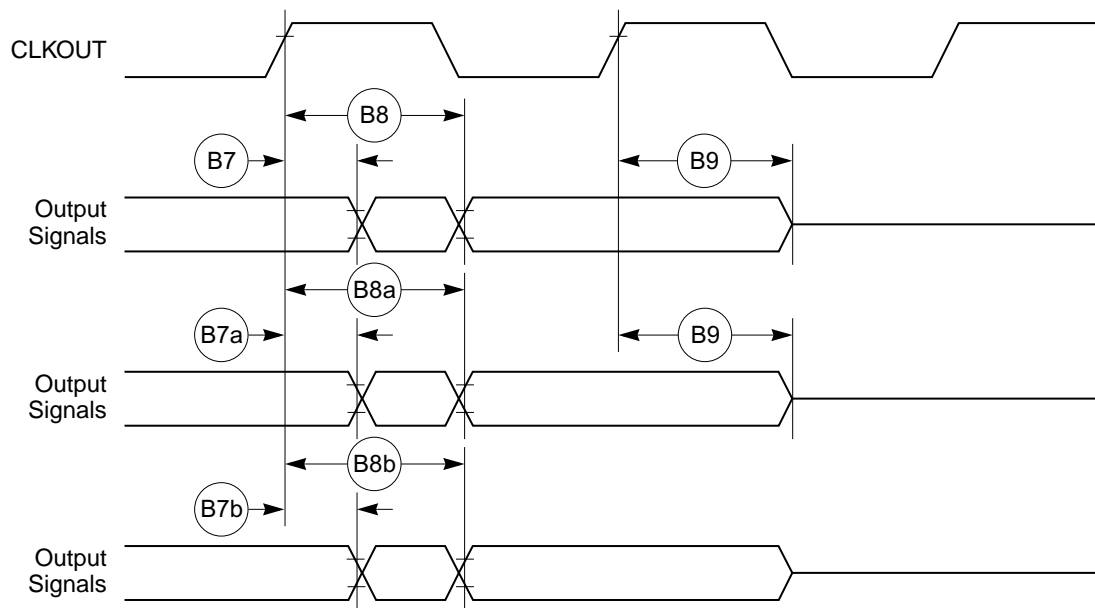 CLKOUT
B8
B7
B9
Output
Signals
B8a
B7a
B9
Output
Signals
B8b
B7b
Output
Signals